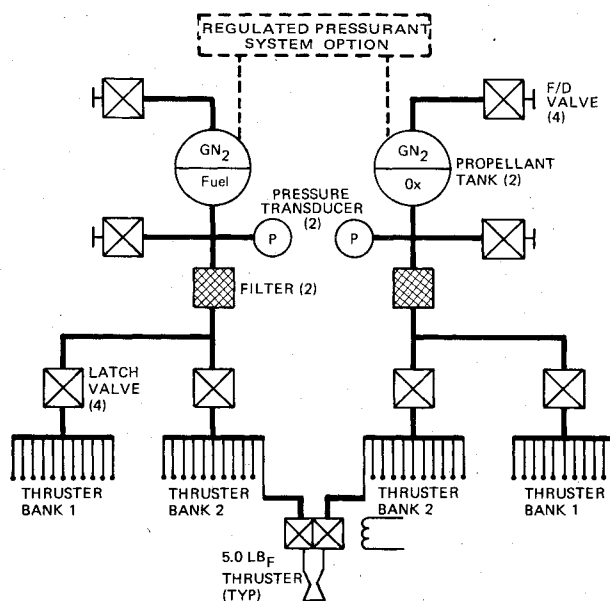 REGULATED PRESSURANT
SYSTEM OPTION
F/D
VALVE
(4)
GN2
Fuel
GN2
Ox
PROPELLANT
TANK (2)
PRESSURE
TRANSDUCER
(2)
P
P
FILTER (2)
LATCH
VALVE
(4)
THRUSTER
BANK 1
THRUSTER
BANK 2
THRUSTER
BANK 2
THRUSTER
BANK 1
5.0 LBF
THRUSTER
(TYP)